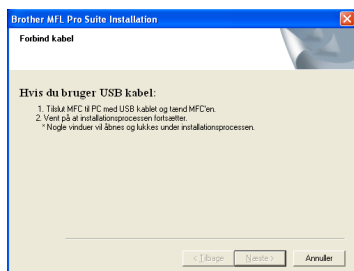 Brother MFL Pro Suite Installation
Forbind kabel
Hvis du bruger USB kabel:
1. Tilslut MFC til PC med USB kablet og tænd MFC'en.
2. Vent på at installationsprocessen fortsætter.
* Nogle vinduer vil åbnes og lukkes under installationsprocessen.
< Tilbage Næste > Annuller